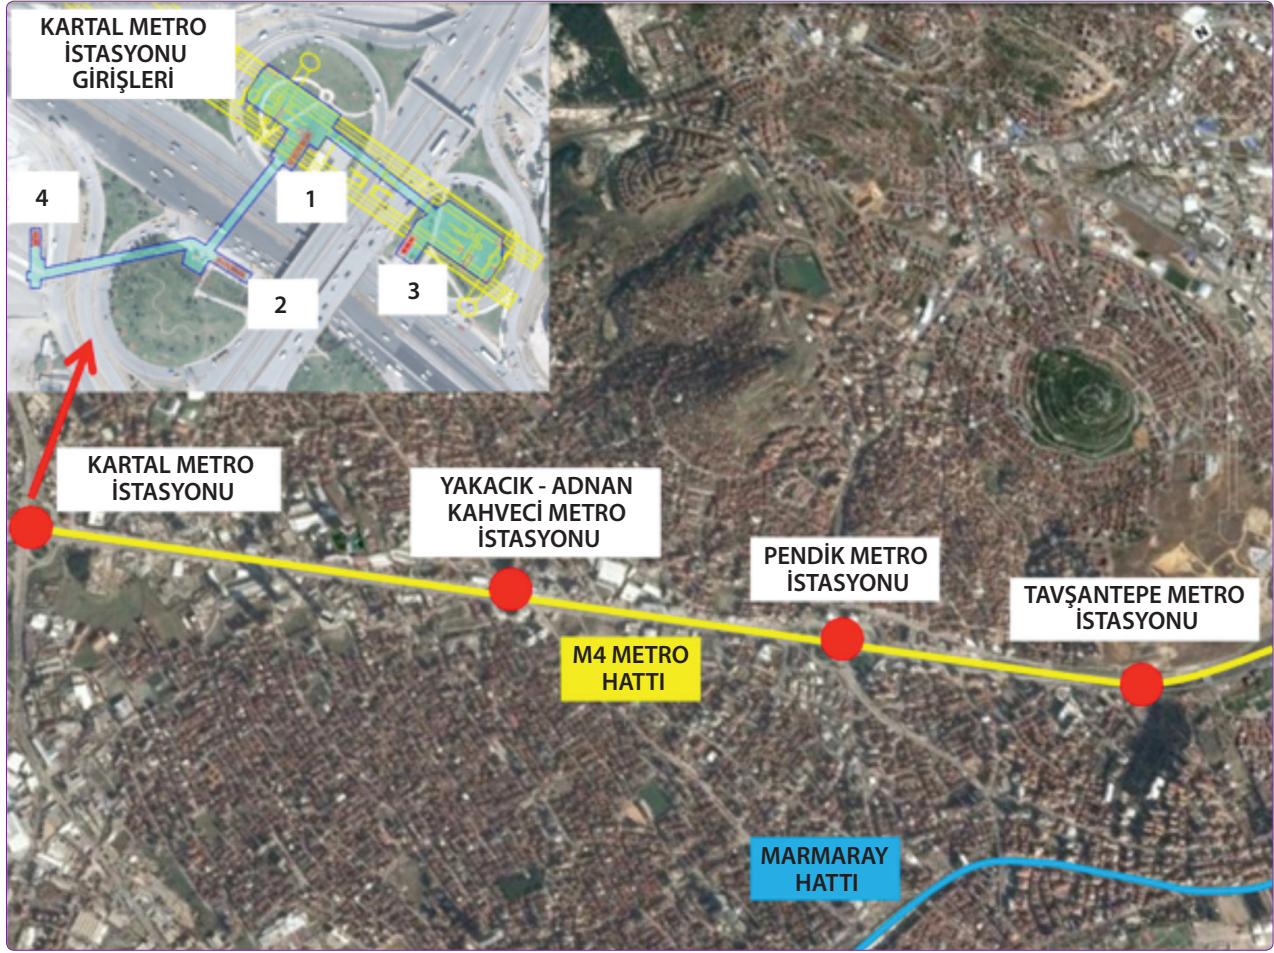 KARTAL METRO
İSTASYONU
GİRİŞLERİ
4
1
2
3
KARTAL METRO
İSTASYONU
YAKACIK - ADNAN
KAHVECİ METRO
İSTASYONU
PENDİK METRO
İSTASYONU
TAVŞANTEPE METRO
İSTASYONU
M4 METRO
HATTI
MARMARAY
HATTI
N